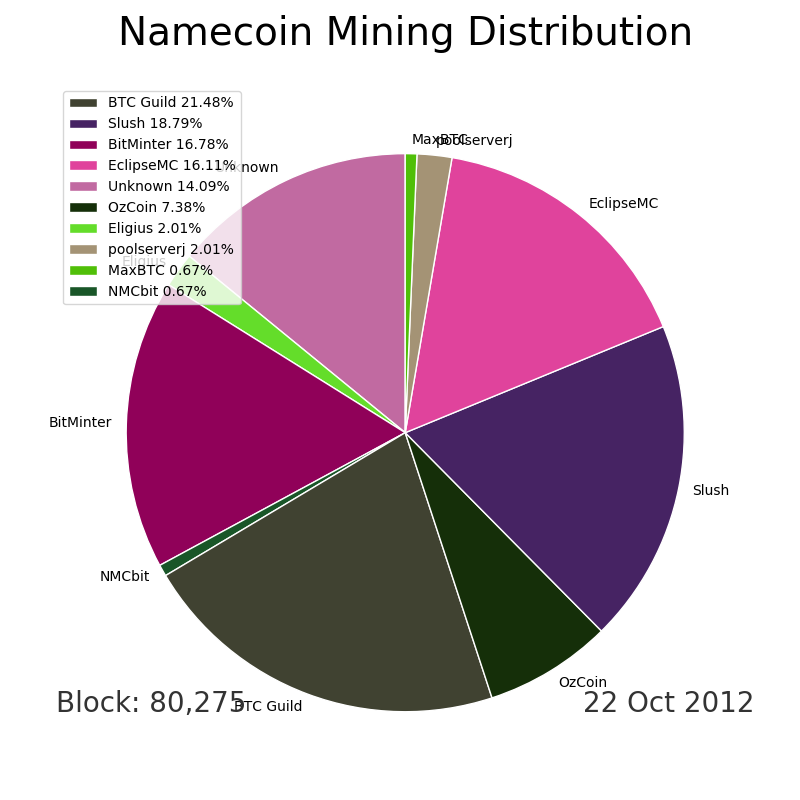 Namecoin Mining Distribution
BTC Guild 21.48%
Slush 18.79%
BitMinter 16.78%
EclipseMC 16.11%
Unknown 14.09%
OzCoin 7.38%
Eligius 2.01%
poolserverj 2.01%
MaxBTC 0.67%
NMCbit 0.67%
MaxBTC
poolserverj
Unknown
EclipseMC
Eligius
BitMinter
Slush
NMCbit
OzCoin
BTC Guild
Block: 80,275
22 Oct 2012